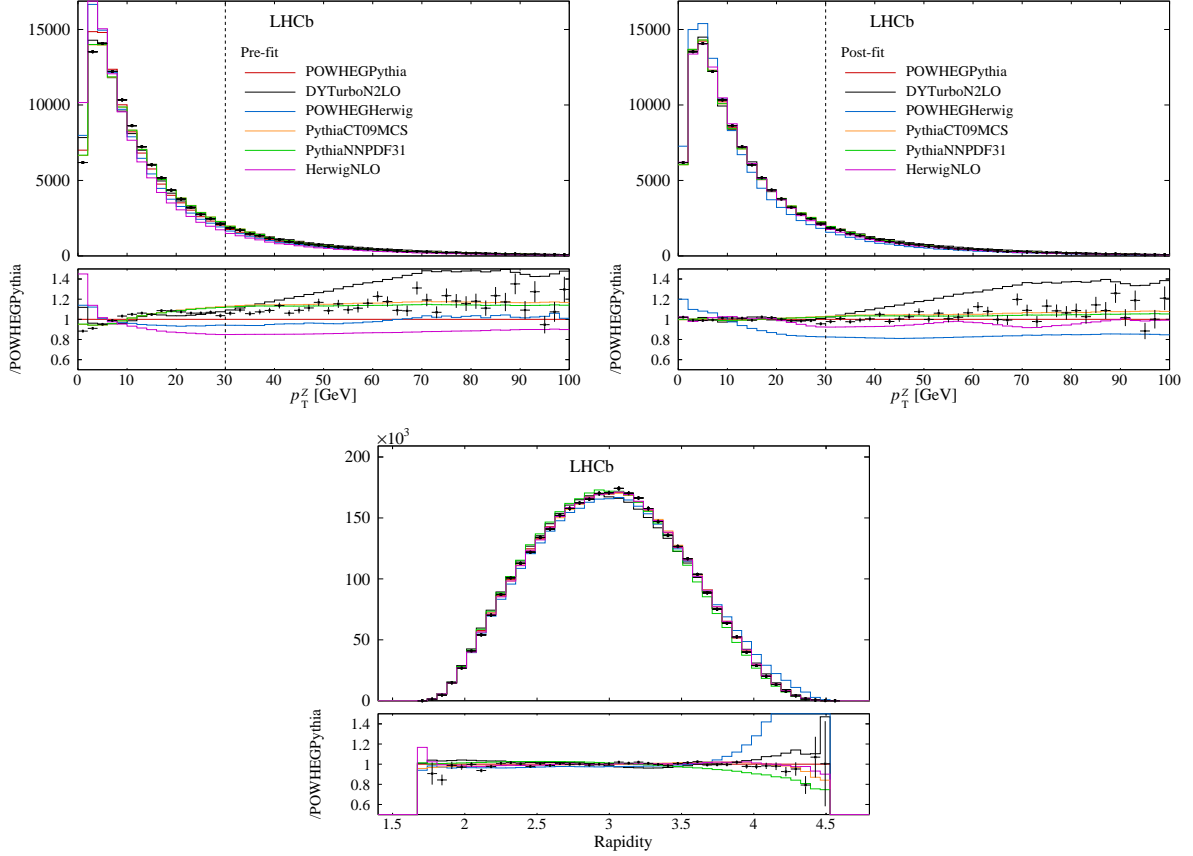 LHCb
Pre-fit
POWHEGPythia
DYTurboN2LO
POWHEGHerwig
PythiaCT09MCS
PythiaNNPDF31
HerwigNLO
15000
10000
5000
0
/POWHEGPythia
1.4
1.2
1
0.8
0.6
0 10 20 30 40 50 60 70 80 90 100
p_T^Z [GeV]
LHCb
Post-fit
POWHEGPythia
DYTurboN2LO
POWHEGHerwig
PythiaCT09MCS
PythiaNNPDF31
HerwigNLO
15000
10000
5000
0
/POWHEGPythia
1.4
1.2
1
0.8
0.6
0 10 20 30 40 50 60 70 80 90 100
p_T^Z [GeV]
×10³
LHCb
200
150
100
50
0
/POWHEGPythia
1.4
1.2
1
0.8
0.6
1.5 2 2.5 3 3.5 4 4.5
Rapidity